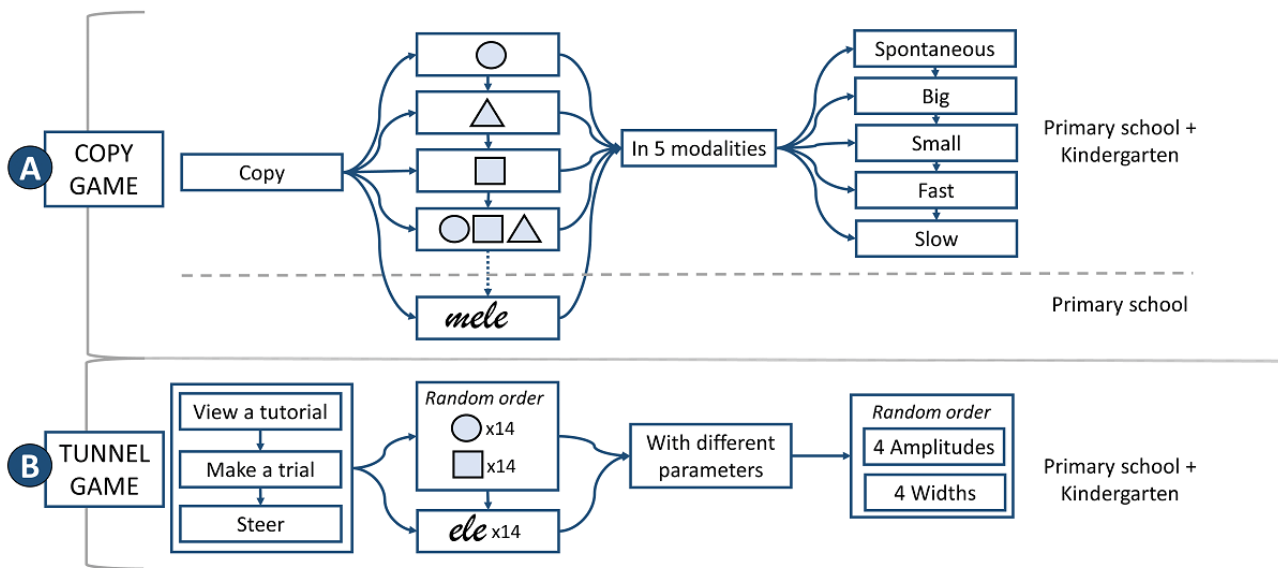 A
COPY
GAME
Copy
mele
In 5 modalities
Spontaneous
Big
Small
Fast
Slow
Primary school +
Kindergarten
Primary school
B
TUNNEL
GAME
View a tutorial
Make a trial
Steer
Random order
x14
x14
ele x14
With different
parameters
Random order
4 Amplitudes
4 Widths
Primary school +
Kindergarten